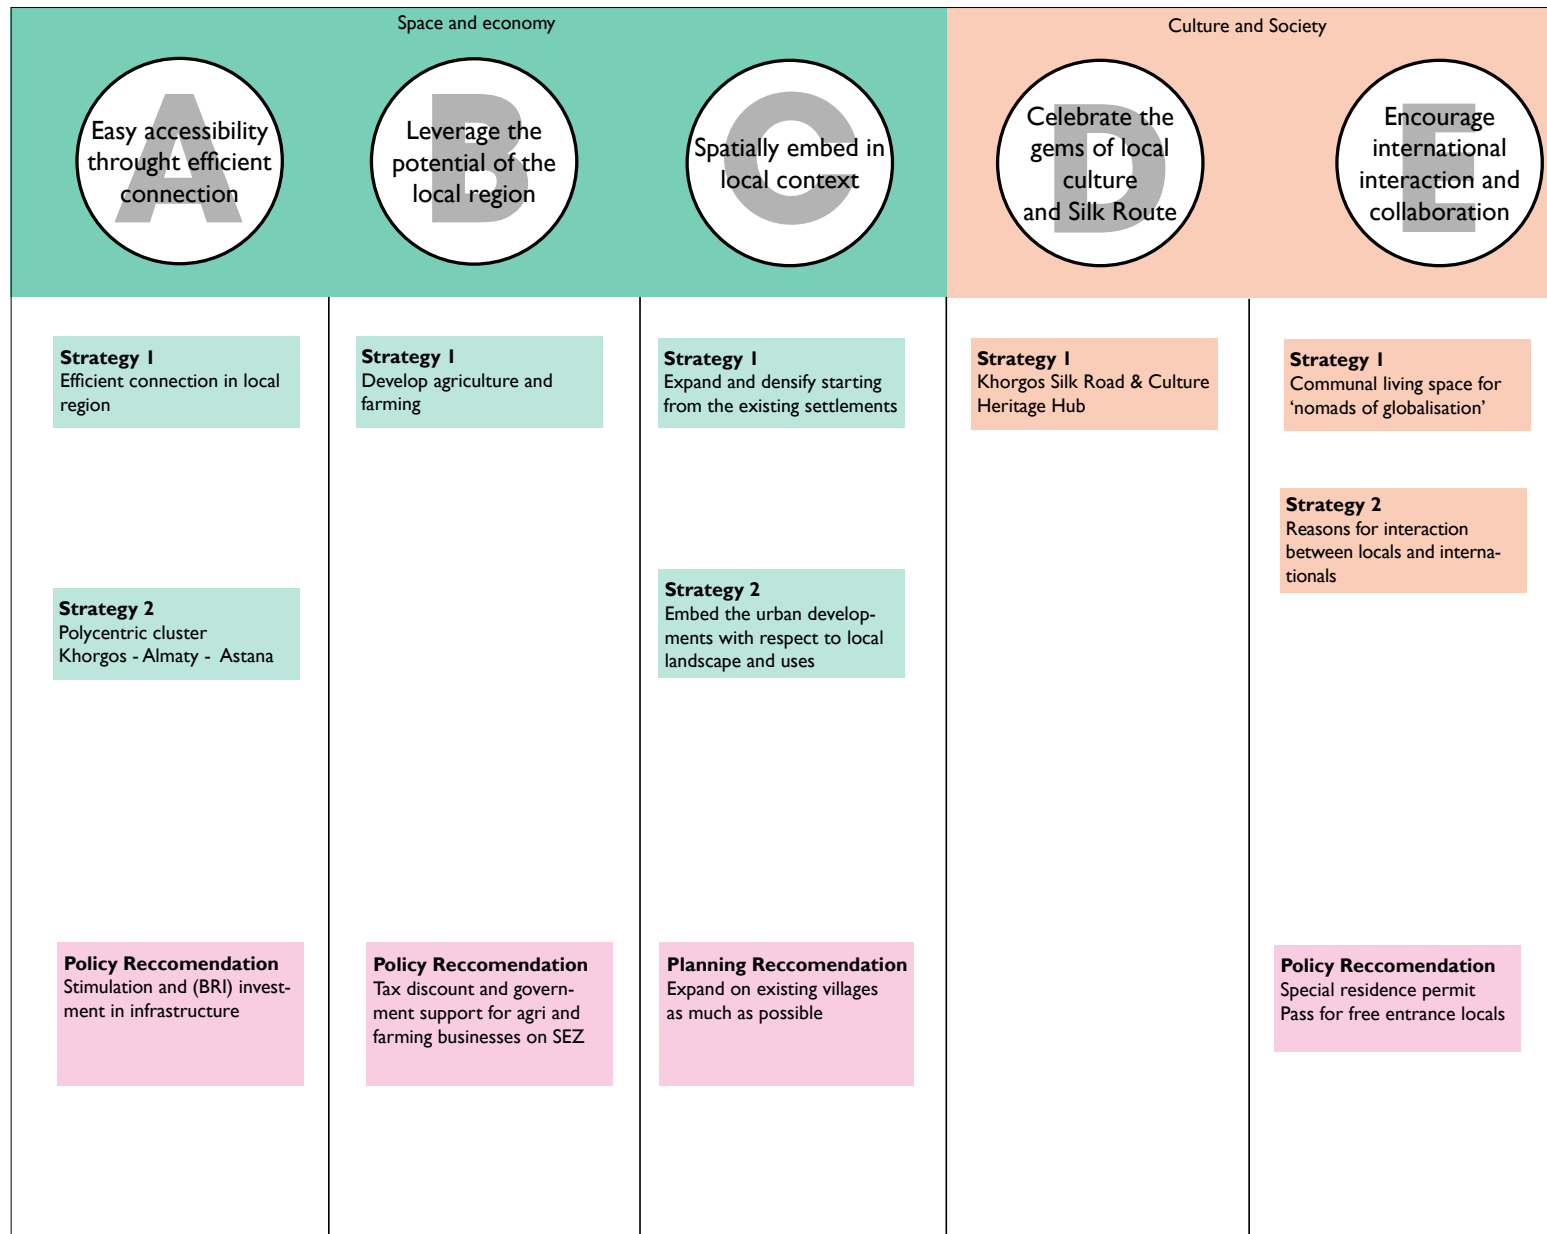 Space and economy
Culture and Society
A
Easy accessibility
throught efficient
connection
B
Leverage the
potential of the
local region
C
Spatially embed in
local context
D
Celebrate the
gems of local
culture
and Silk Route
E
Encourage
international
interaction and
collaboration
Strategy 1
Efficient connection in local
region
Strategy 2
Polycentric cluster
Khorgos - Almaty - Astana
Policy Reccomendation
Stimulation and (BRI) invest-
ment in infrastructure
Strategy 1
Develop agriculture and
farming
Policy Reccomendation
Tax discount and govern-
ment support for agri and
farming businesses on SEZ
Strategy 1
Expand and densify starting
from the existing settlements
Strategy 2
Embed the urban develop-
ments with respect to local
landscape and uses
Planning Reccomendation
Expand on existing villages
as much as possible
Strategy 1
Khorgos Silk Road & Culture
Heritage Hub
Strategy 1
Communal living space for
‘nomads of globalisation’
Strategy 2
Reasons for interaction
between locals and interna-
tionals
Policy Reccomendation
Special residence permit
Pass for free entrance locals